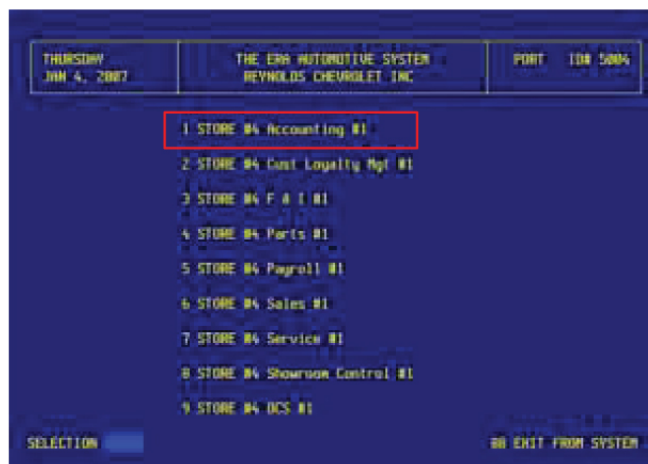 THURSDAY THE ERA AUTOMOTIVE SYSTEM PORT ID# 5004
JAN 4, 2007 REYNOLDS CHEVROLET INC
1 STORE #4 Accounting #1
2 STORE #4 Cust Loyalty Mgt #1
3 STORE #4 F & I #1
4 STORE #4 Parts #1
5 STORE #4 Payroll #1
6 STORE #4 Sales #1
7 STORE #4 Service #1
8 STORE #4 Showroom Control #1
9 STORE #4 OCS #1
SELECTION 88 EXIT FROM SYSTEM